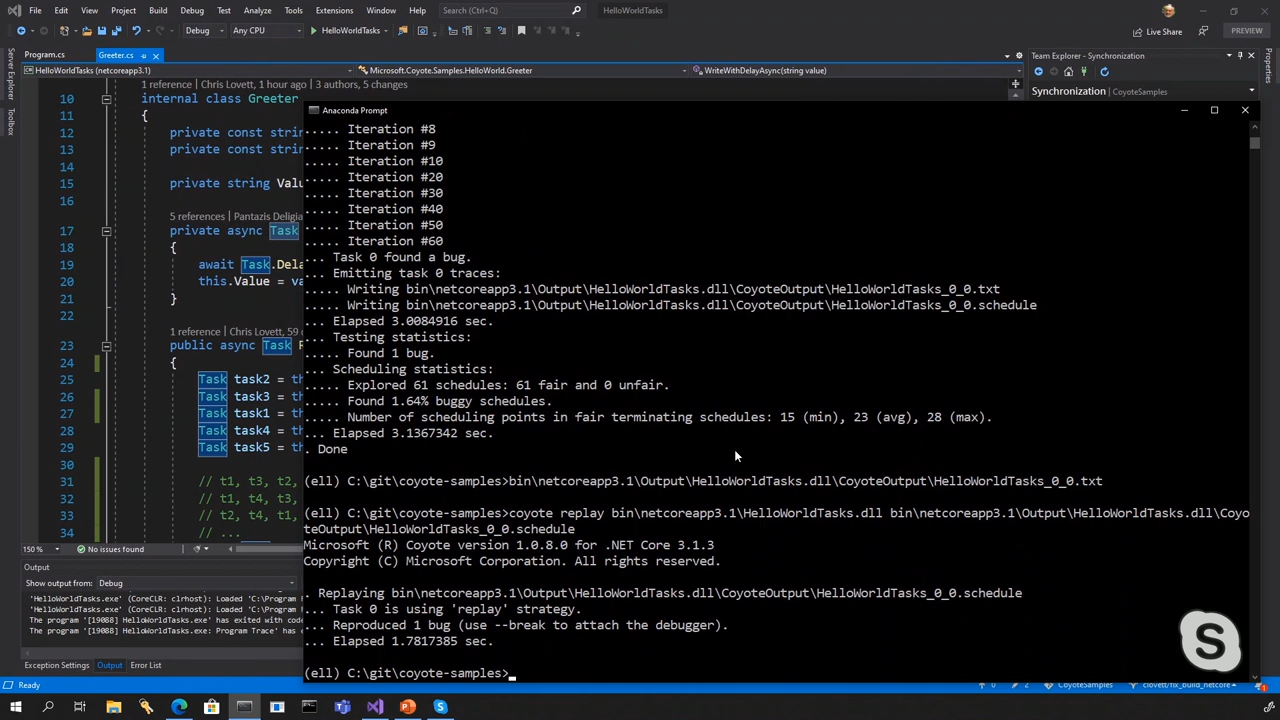 File Edit View Project Build Debug Test Analyze Tools Extensions Window Help Search (Ctrl+Q) HelloWorldTasks
Debug Any CPU HelloWorldTasks Live Share PREVIEW
Program.cs Greeter.cs Team Explorer - Synchronization
HelloWorldTasks (netcoreapp3.1) Microsoft.Coyote.Samples.HelloWorld.Greeter WriteWithDelayAsync(string value)
Synchronization | CoyoteSamples
Server Explorer
Toolbox
Properties
1 reference | Chris Lovett, 1 hour ago | 3 authors, 5 changes
10 internal class Greeter
11 {
12 private const string
13 private const string
14
15 private string Valu
16
5 references | Pantazis Deligia
17 private async Task
18 {
19 await Task.Dela
20 this.Value = va
21 }
22
1 reference | Chris Lovett, 59
23 public async Task R
24 {
25 Task task2 = th
26 Task task3 = th
27 Task task1 = th
28 Task task4 = th
29 Task task5 = th
30
31 // t1, t3, t2,
32 // t1, t4, t3,
33 // t2, t4, t1,
34 // ...
150 % No issues found
Output
Show output from: Debug
'HelloWorldTasks.exe' (CoreCLR: clrhost): Loaded 'C:\Program F
'HelloWorldTasks.exe' (CoreCLR: clrhost): Loaded 'C:\Program F
The program '[19088] HelloWorldTasks.exe' has exited with code
The program '[19088] HelloWorldTasks.exe: Program Trace' has e
Exception Settings Output Error List
Ready
Anaconda Prompt
..... Iteration #8
..... Iteration #9
..... Iteration #10
..... Iteration #20
..... Iteration #30
..... Iteration #40
..... Iteration #50
..... Iteration #60
... Task 0 found a bug.
... Emitting task 0 traces:
..... Writing bin\netcoreapp3.1\Output\HelloWorldTasks.dll\CoyoteOutput\HelloWorldTasks_0_0.txt
..... Writing bin\netcoreapp3.1\Output\HelloWorldTasks.dll\CoyoteOutput\HelloWorldTasks_0_0.schedule
... Elapsed 3.0084916 sec.
... Testing statistics:
..... Found 1 bug.
... Scheduling statistics:
..... Explored 61 schedules: 61 fair and 0 unfair.
..... Found 1.64% buggy schedules.
..... Number of scheduling points in fair terminating schedules: 15 (min), 23 (avg), 28 (max).
... Elapsed 3.1367342 sec.
. Done
(ell) C:\git\coyote-samples>bin\netcoreapp3.1\Output\HelloWorldTasks.dll\CoyoteOutput\HelloWorldTasks_0_0.txt
(ell) C:\git\coyote-samples>coyote replay bin\netcoreapp3.1\HelloWorldTasks.dll bin\netcoreapp3.1\Output\HelloWorldTasks.dll\Coyo
teOutput\HelloWorldTasks_0_0.schedule
Microsoft (R) Coyote version 1.0.8.0 for .NET Core 3.1.3
Copyright (C) Microsoft Corporation. All rights reserved.
. Replaying bin\netcoreapp3.1\Output\HelloWorldTasks.dll\CoyoteOutput\HelloWorldTasks_0_0.schedule
... Task 0 is using 'replay' strategy.
... Reproduced 1 bug (use --break to attach the debugger).
... Elapsed 1.7817385 sec.
(ell) C:\git\coyote-samples>
0 2 CoyoteSamples clovett/fix_build_netcore 1